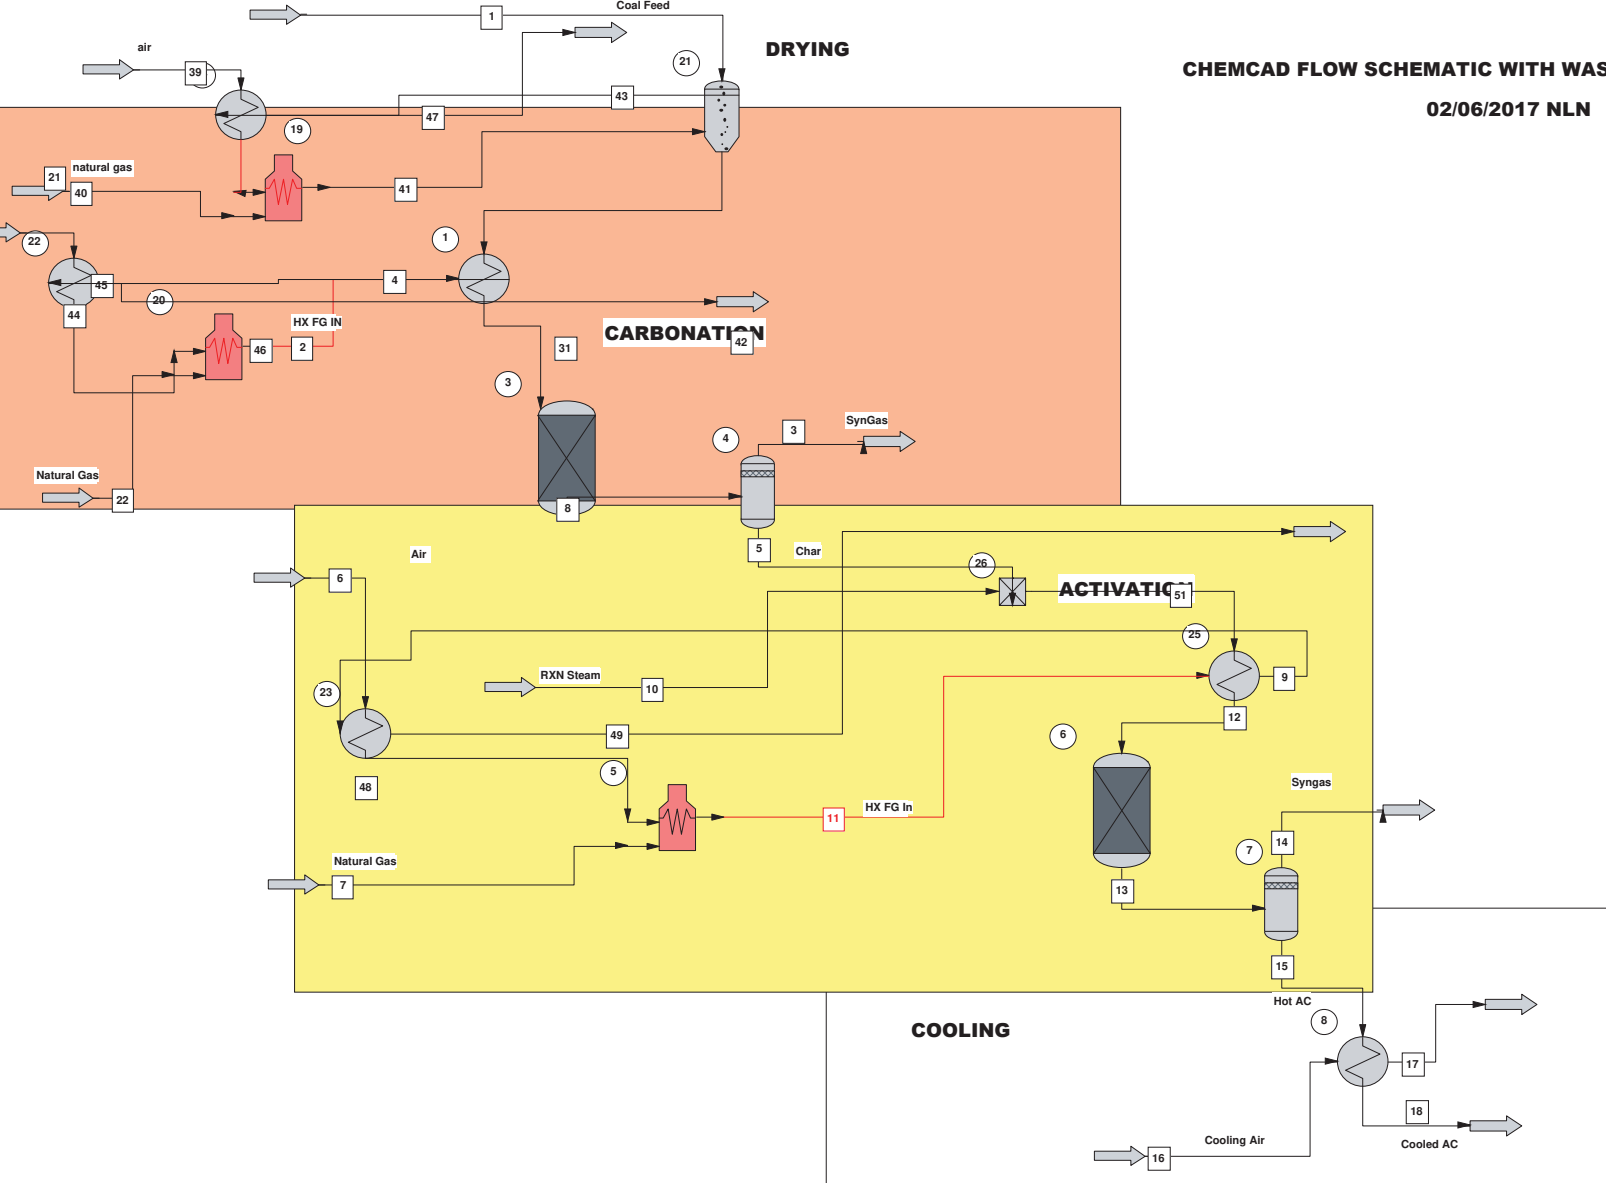 Coal Feed
1
DRYING
air
39
21
CHEMCAD FLOW SCHEMATIC WITH WAS
02/06/2017 NLN
43
47
19
natural gas
21
40
41
22
1
45
4
20
44
HX FG IN
46
2
CARBONATION
42
31
3
4
3
SynGas
Natural Gas
22
8
5
Char
Air
6
26
ACTIVATION
51
25
RXN Steam
10
9
23
12
49
6
5
48
Syngas
11
HX FG In
14
7
Natural Gas
7
13
15
Hot AC
8
COOLING
17
18
Cooling Air
Cooled AC
16